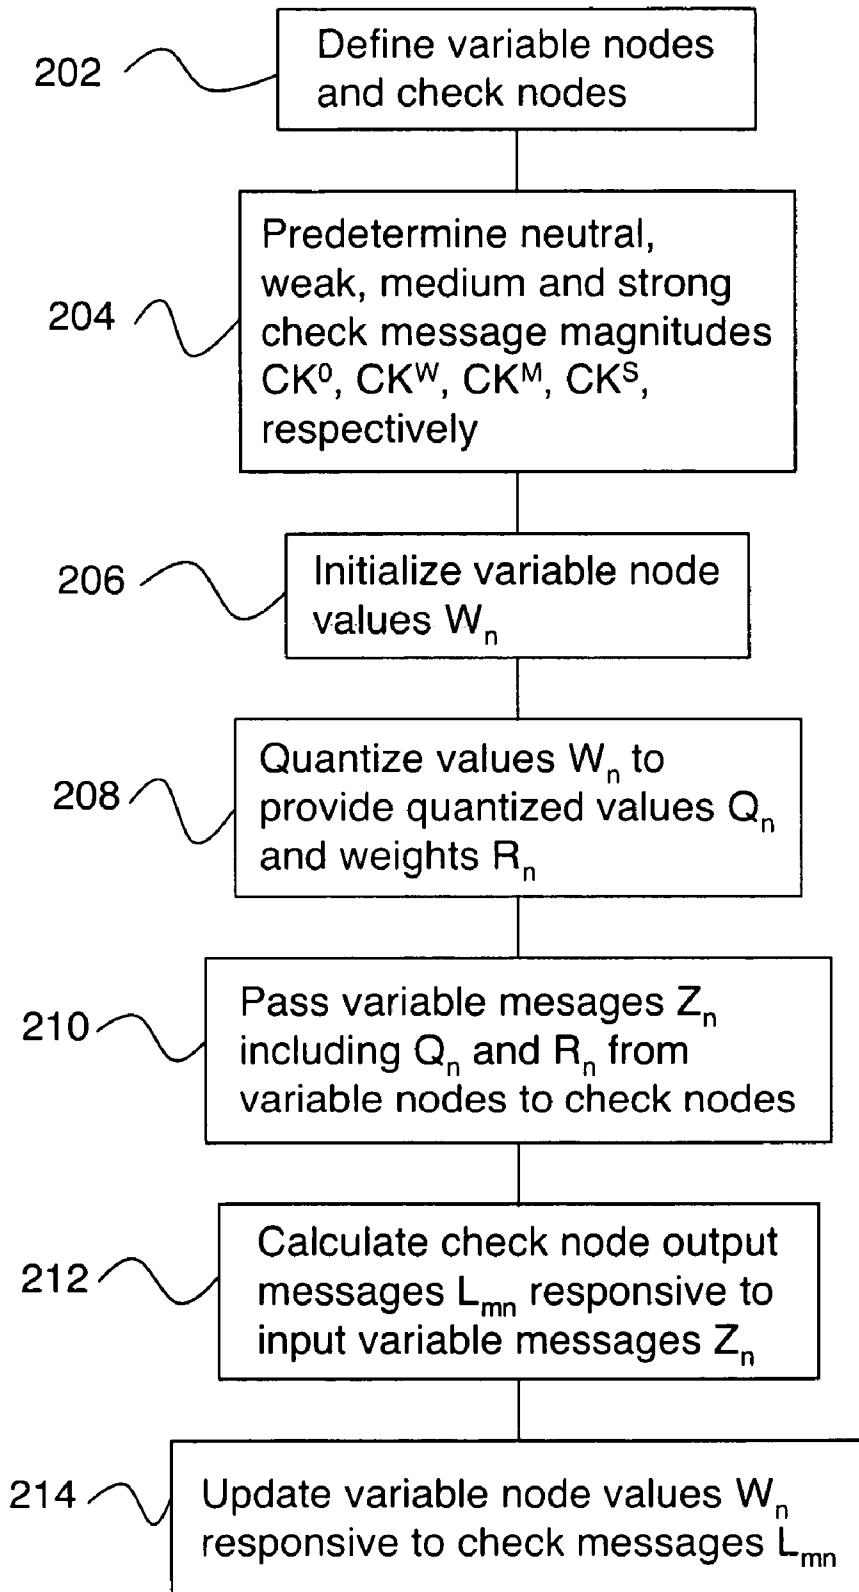 202
Define variable nodes
and check nodes
204
Predetermine neutral,
weak, medium and strong
check message magnitudes
CK⁰, CKᵂ, CKᴹ, CKˢ,
respectively
206
Initialize variable node
values Wₙ
208
Quantize values Wₙ to
provide quantized values Qₙ
and weights Rₙ
210
Pass variable mesages Zₙ
including Qₙ and Rₙ from
variable nodes to check nodes
212
Calculate check node output
messages Lₘₙ responsive to
input variable messages Zₙ
214
Update variable node values Wₙ
responsive to check messages Lₘₙ